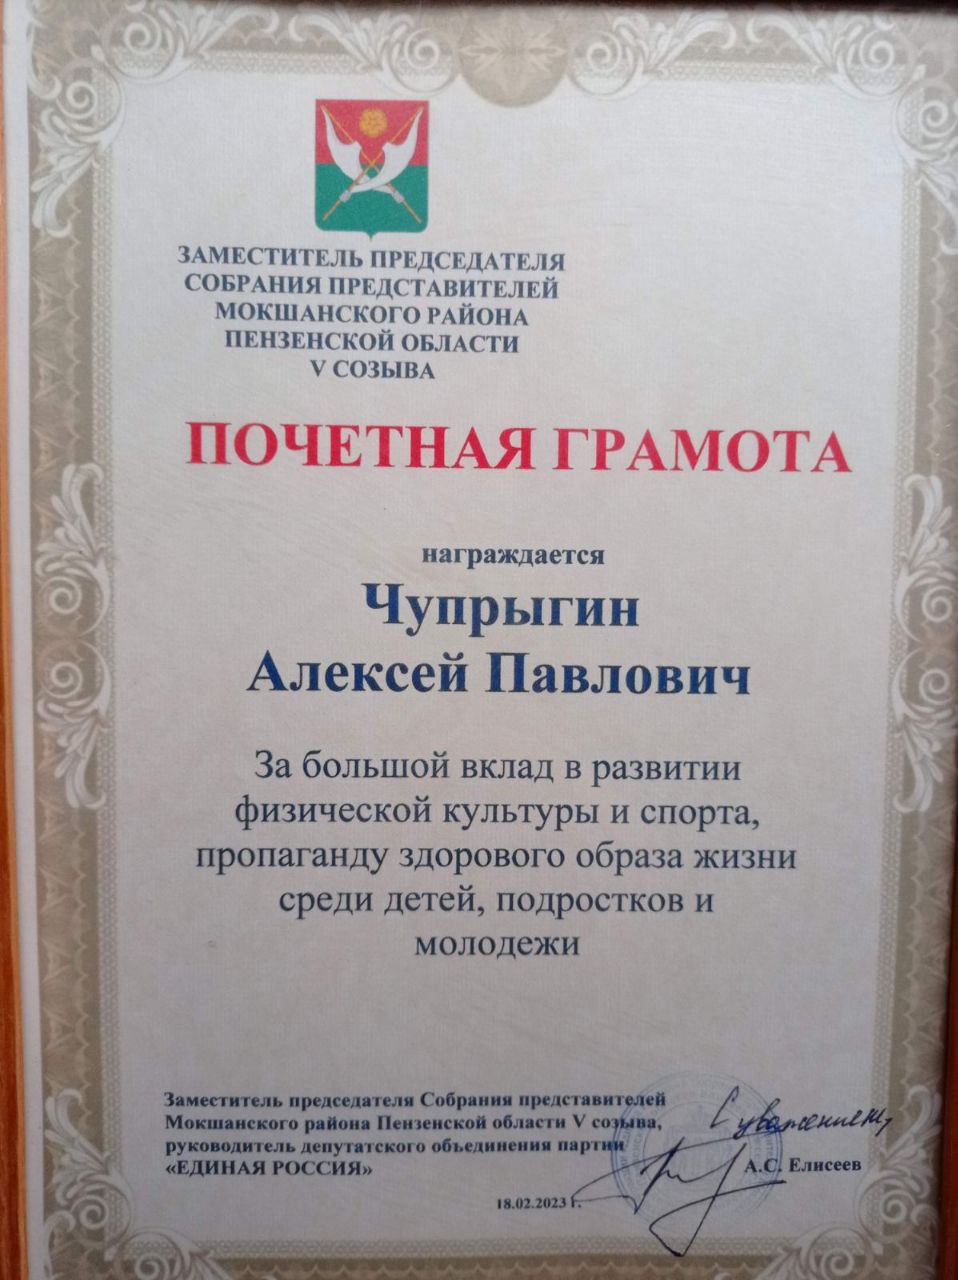 ЗАМЕСТИТЕЛЬ ПРЕДСЕДАТЕЛЯ
СОБРАНИЯ ПРЕДСТАВИТЕЛЕЙ
МОКШАНСКОГО РАЙОНА
ПЕНЗЕНСКОЙ ОБЛАСТИ
V СОЗЫВА
ПОЧЕТНАЯ ГРАМОТА
награждается
Чупрыгин
Алексей Павлович
За большой вклад в развитии
физической культуры и спорта,
пропаганду здорового образа жизни
среди детей, подростков и
молодежи
Заместитель председателя Собрания представителей
Мокшанского района Пензенской области V созыва,
руководитель депутатского объединения партии
«ЕДИНАЯ РОССИЯ»
С уважением,
А.С. Елисеев
18.02.2023 г.